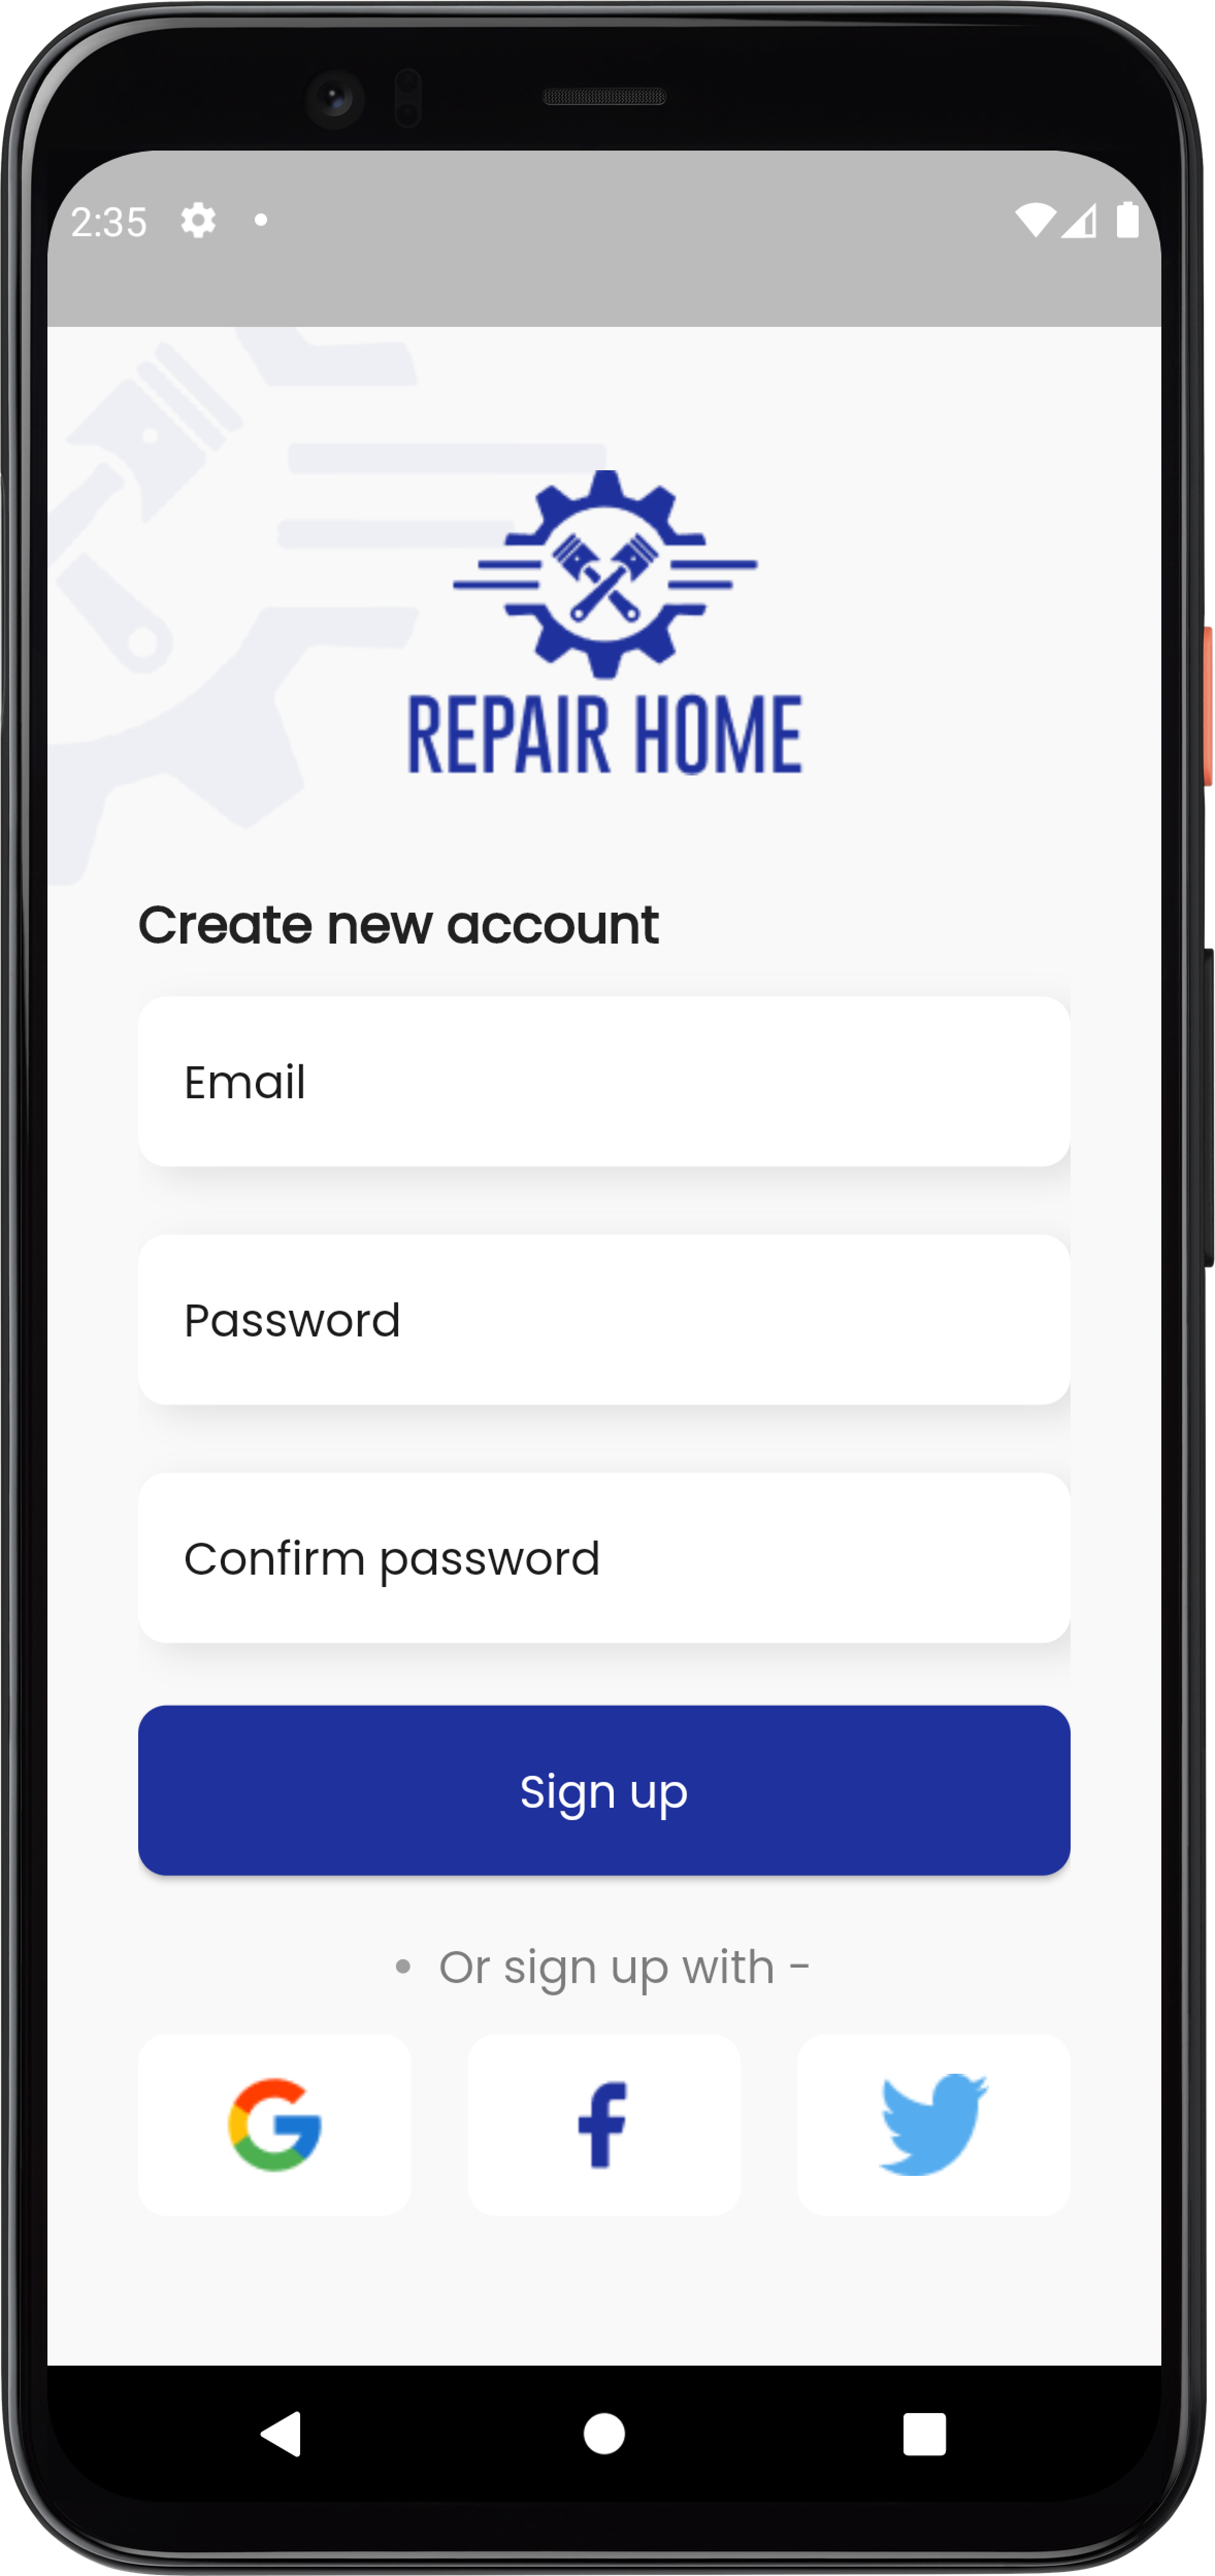 2:35
REPAIR HOME
Create new account
Email
Password
Confirm password
Sign up
• Or sign up with -